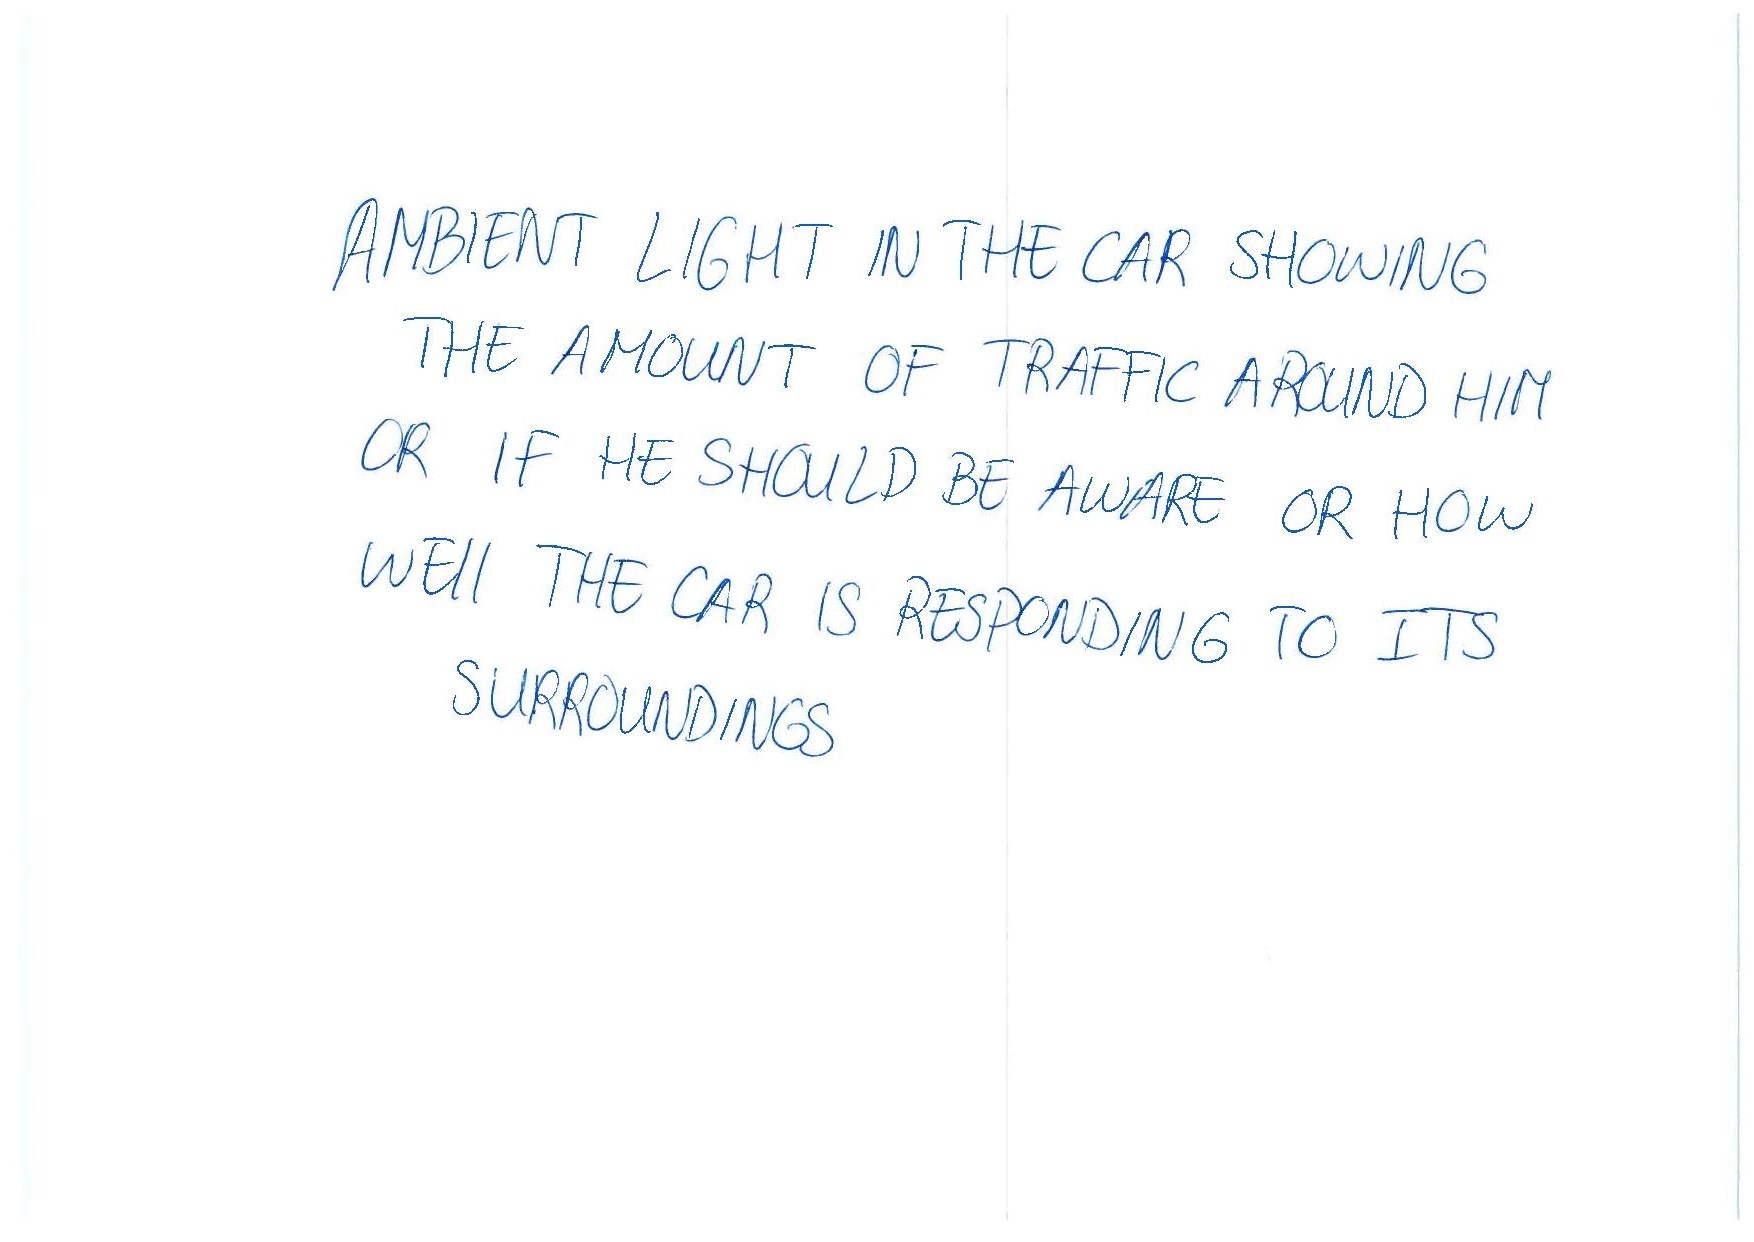 AMBIENT LIGHT IN THE CAR SHOWING
THE AMOUNT OF TRAFFIC AROUND HIM
OR IF HE SHOULD BE AWARE OR HOW
WEll THE CAR IS RESPONDING TO ITS
SURROUNDINGS